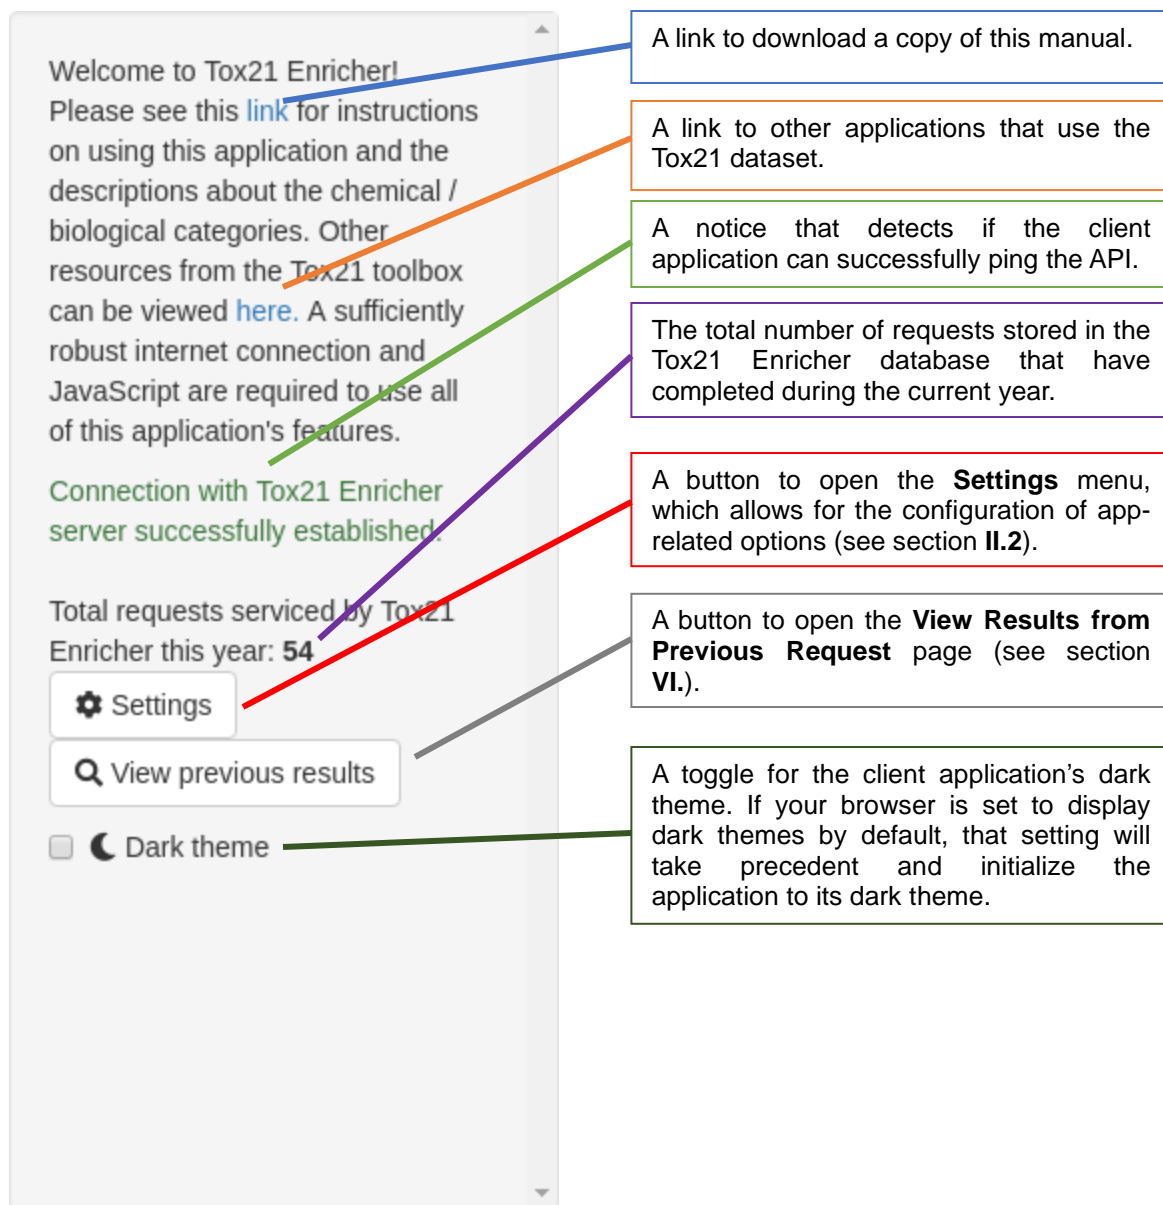 Welcome to Tox21 Enricher!
Please see this link for instructions
on using this application and the
descriptions about the chemical /
biological categories. Other
resources from the Tox21 toolbox
can be viewed here. A sufficiently
robust internet connection and
JavaScript are required to use all
of this application's features.
Connection with Tox21 Enricher
server successfully established.
Total requests serviced by Tox21
Enricher this year: 54
Settings
View previous results
Dark theme
A link to download a copy of this manual.
A link to other applications that use the
Tox21 dataset.
A notice that detects if the client
application can successfully ping the API.
The total number of requests stored in the
Tox21 Enricher database that have
completed during the current year.
A button to open the Settings menu,
which allows for the configuration of app-
related options (see section II.2).
A button to open the View Results from
Previous Request page (see section
VI.).
A toggle for the client application’s dark
theme. If your browser is set to display
dark themes by default, that setting will
take precedent and initialize the
application to its dark theme.